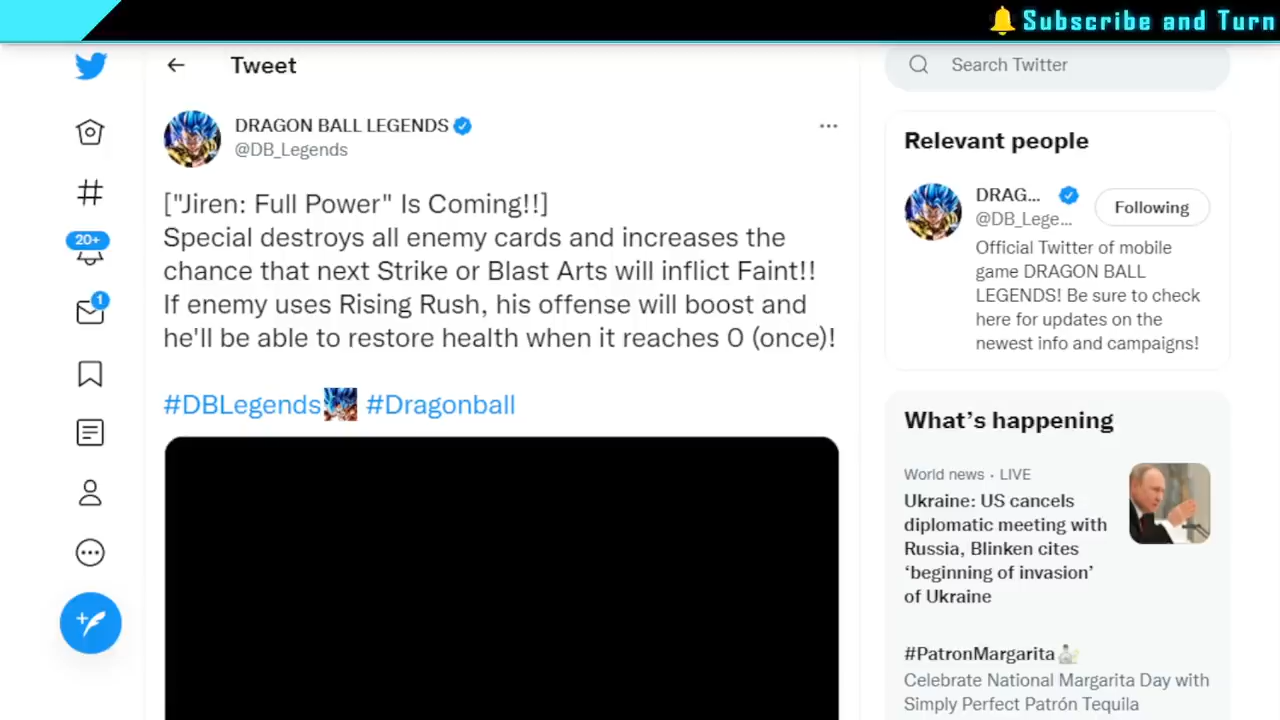 🔔 Subscribe and Turn
Tweet
Search Twitter
DRAGON BALL LEGENDS
@DB_Legends
["Jiren: Full Power" Is Coming!!]
Special destroys all enemy cards and increases the
chance that next Strike or Blast Arts will inflict Faint!!
If enemy uses Rising Rush, his offense will boost and
he'll be able to restore health when it reaches 0 (once)!
#DBLegends #Dragonball
20+
1
Relevant people
DRAG...
@DB_Lege...
Following
Official Twitter of mobile
game DRAGON BALL
LEGENDS! Be sure to check
here for updates on the
newest info and campaigns!
What's happening
World news · LIVE
Ukraine: US cancels
diplomatic meeting with
Russia, Blinken cites
‘beginning of invasion’
of Ukraine
#PatronMargarita
Celebrate National Margarita Day with
Simply Perfect Patrón Tequila